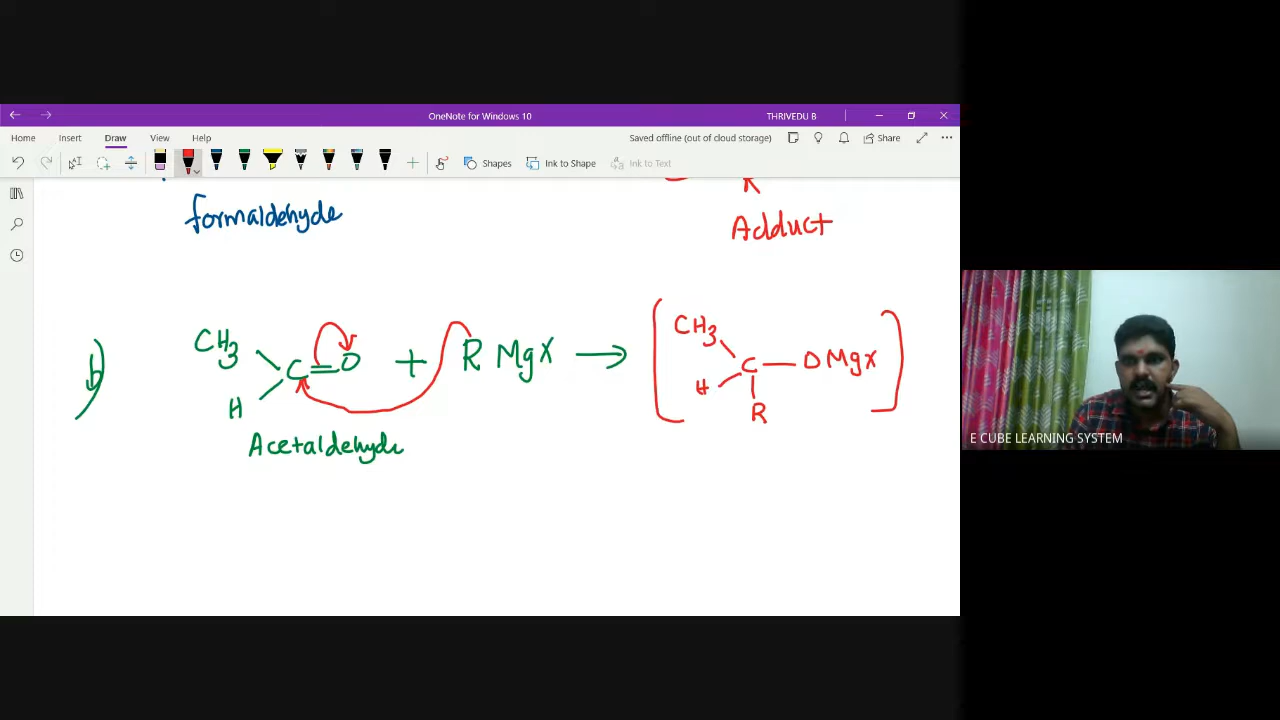 OneNote for Windows 10
THRIVEDU B
Home Insert Draw View Help
Saved offline (out of cloud storage)
Share
Shapes
Ink to Shape
Ink to Text
R
formaldehyde
Adduct
b)
CH3 C=O + R MgX → [CH3 C — OMgX]
H H R
Acetaldehyde
E CUBE LEARNING SYSTEM